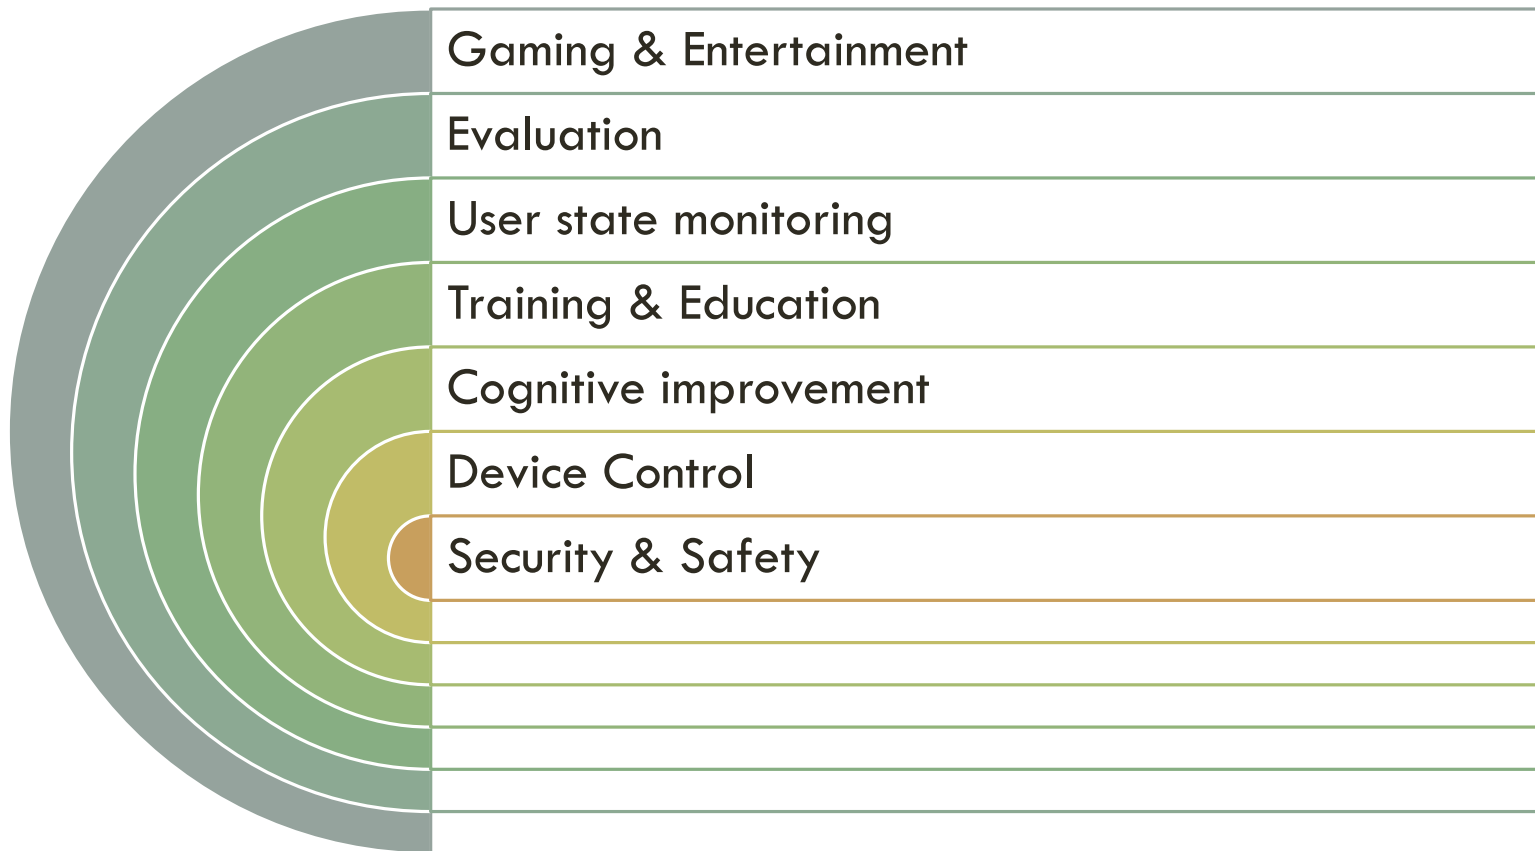 Gaming & Entertainment
Evaluation
User state monitoring
Training & Education
Cognitive improvement
Device Control
Security & Safety